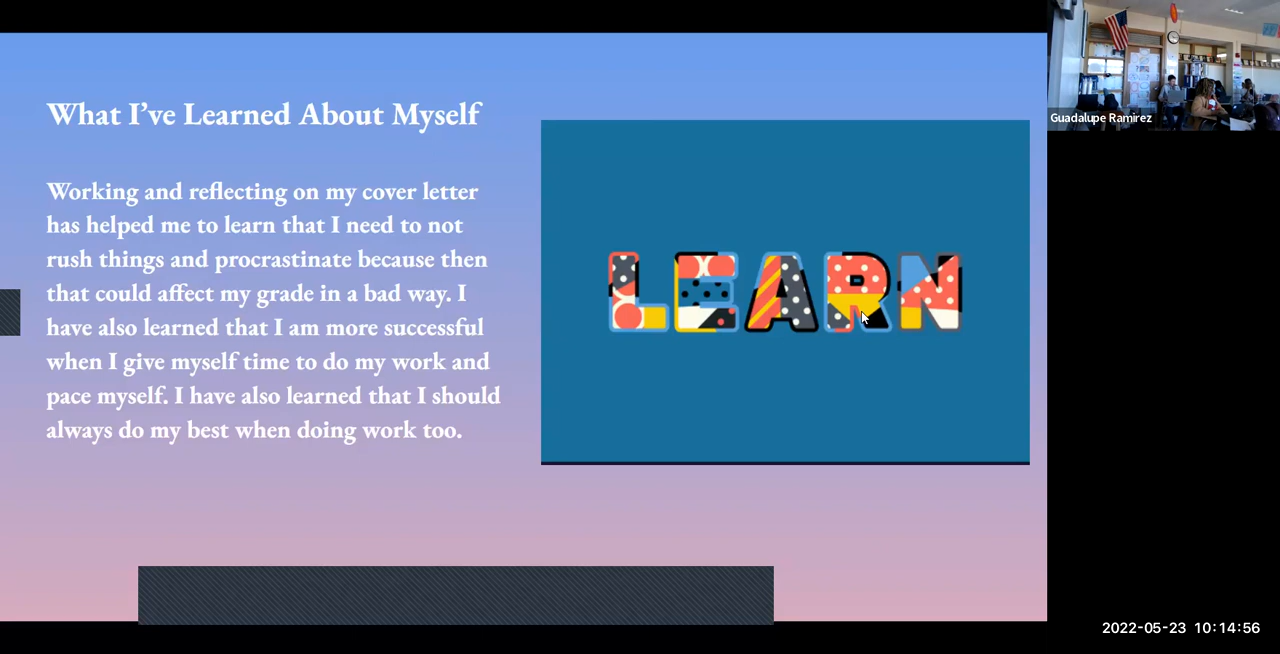 What I've Learned About Myself
Working and reflecting on my cover letter
has helped me to learn that I need to not
rush things and procrastinate because then
that could affect my grade in a bad way. I
have also learned that I am more successful
when I give myself time to do my work and
pace myself. I have also learned that I should
always do my best when doing work too.
LEARN
Guadalupe Ramirez
2022-05-23 10:14:56